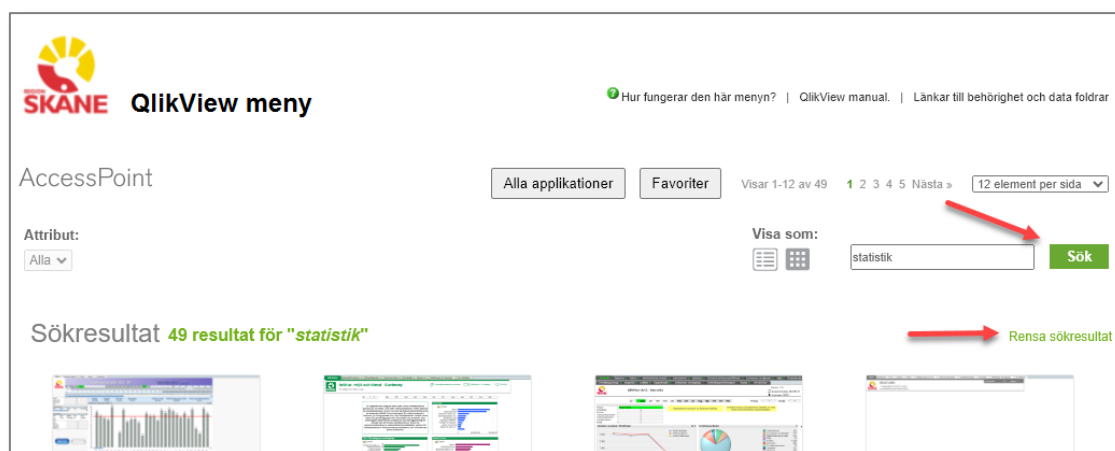 REGION
SKÅNE
QlikView meny
Hur fungerar den här menyn? | QlikView manual. | Länkar till behörighet och data foldrar
AccessPoint
Alla applikationer
Favoriter
Visar 1-12 av 49 1 2 3 4 5 Nästa »
12 element per sida
Attribut:
Alla
Visa som:
statistik
Sök
Sökresultat 49 resultat för "statistik"
Rensa sökresultat